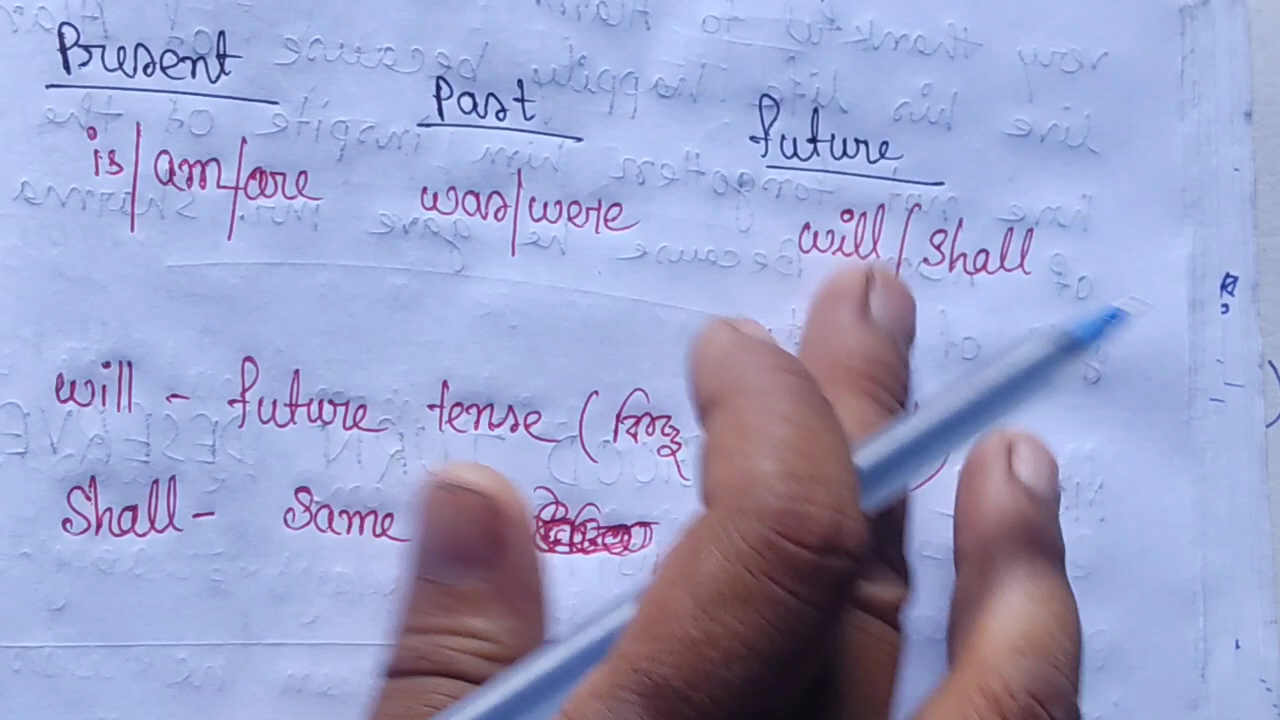 Present Past Future
is/am/are was/were will/shall
will - future tense (
Shall - Same